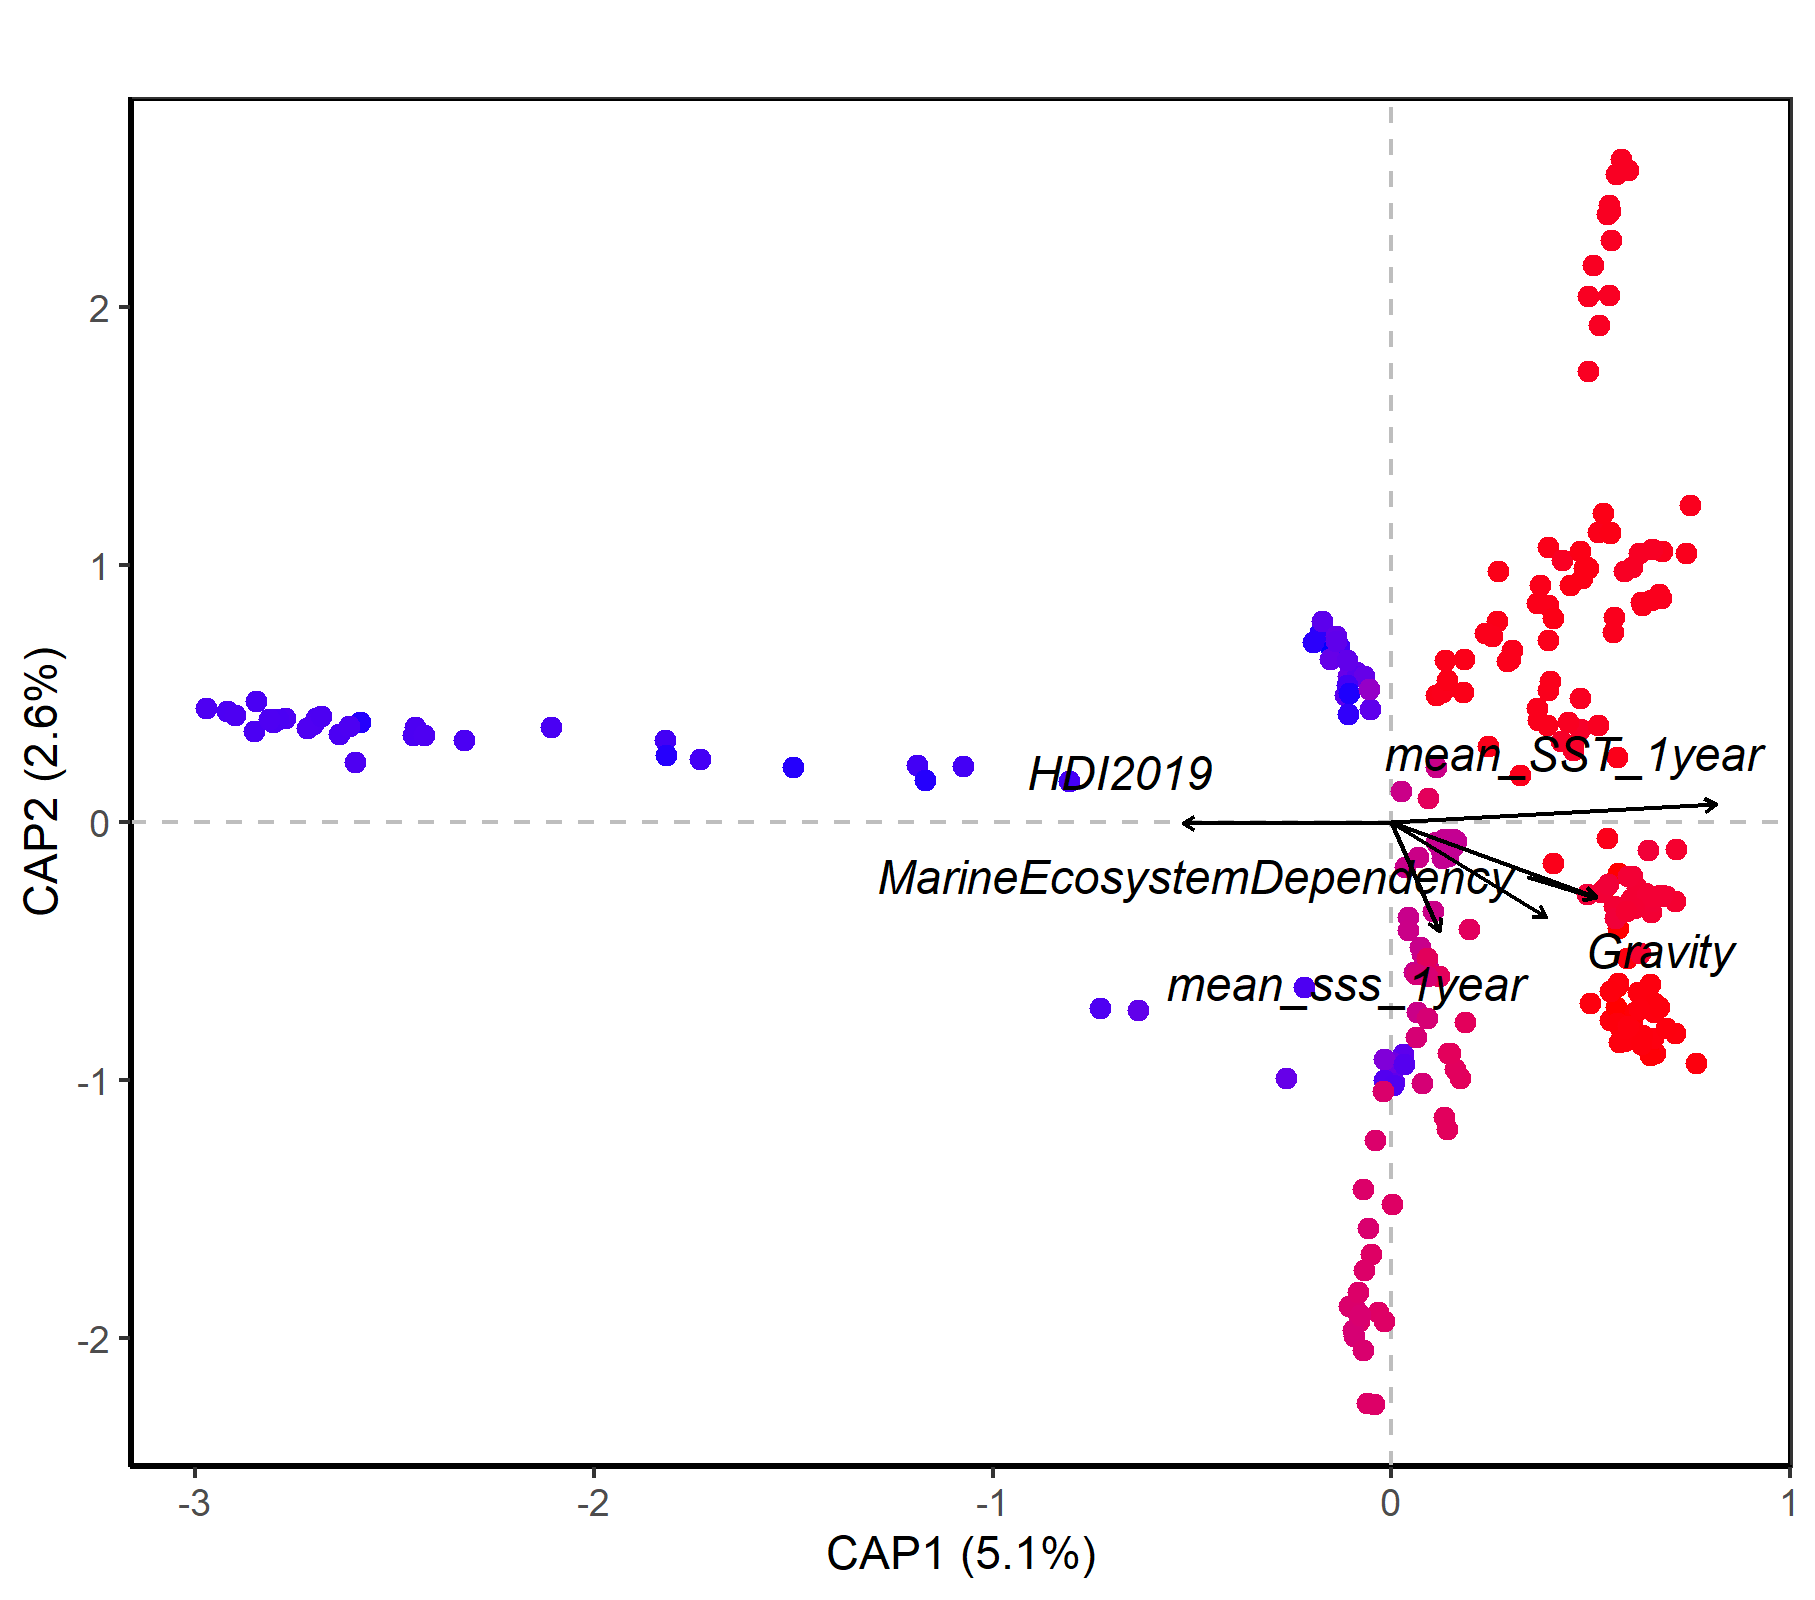 2
1
0
-1
-2
CAP2 (2.6%)
mean_SST_1year
HDI2019
MarineEcosystemDependency
Gravity
mean_sss_1year
-3
-2
-1
0
1
CAP1 (5.1%)